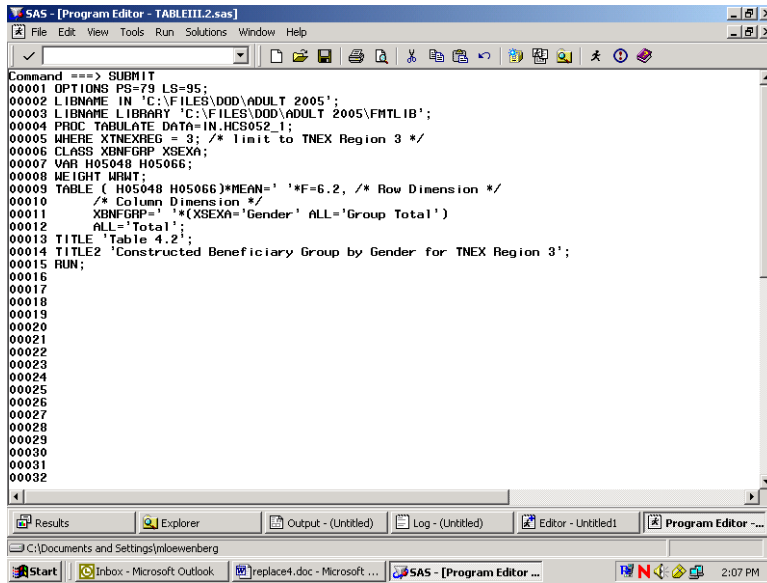 SAS - [Program Editor - TABLEIII.2.sas]
File Edit View Tools Run Solutions Window Help
Command ===> SUBMIT
00001 OPTIONS PS=79 LS=95;
00002 LIBNAME IN 'C:\FILES\DOD\ADULT 2005';
00003 LIBNAME LIBRARY 'C:\FILES\DOD\ADULT 2005\FMTLIB';
00004 PROC TABULATE DATA=IN.HCS052_1;
00005 WHERE XTNEXREG = 3; /* limit to TNEX Region 3 */
00006 CLASS XBNFGRP XSEXA;
00007 VAR H05048 H05066;
00008 WEIGHT WRWT;
00009 TABLE ( H05048 H05066)*MEAN=' '*F=6.2, /* Row Dimension */
00010 /* Column Dimension */
00011 XBNFGRP=' '*(XSEXA='Gender' ALL='Group Total')
00012 ALL='Total';
00013 TITLE 'Table 4.2';
00014 TITLE2 'Constructed Beneficiary Group by Gender for TNEX Region 3';
00015 RUN;
00016
00017
00018
00019
00020
00021
00022
00023
00024
00025
00026
00027
00028
00029
00030
00031
00032
Results Explorer Output - (Untitled) Log - (Untitled) Editor - Untitled1 Program Editor -...
C:\Documents and Settings\mloewenberg
Start Inbox - Microsoft Outlook replace4.doc - Microsoft ... SAS - [Program Editor ... 2:07 PM